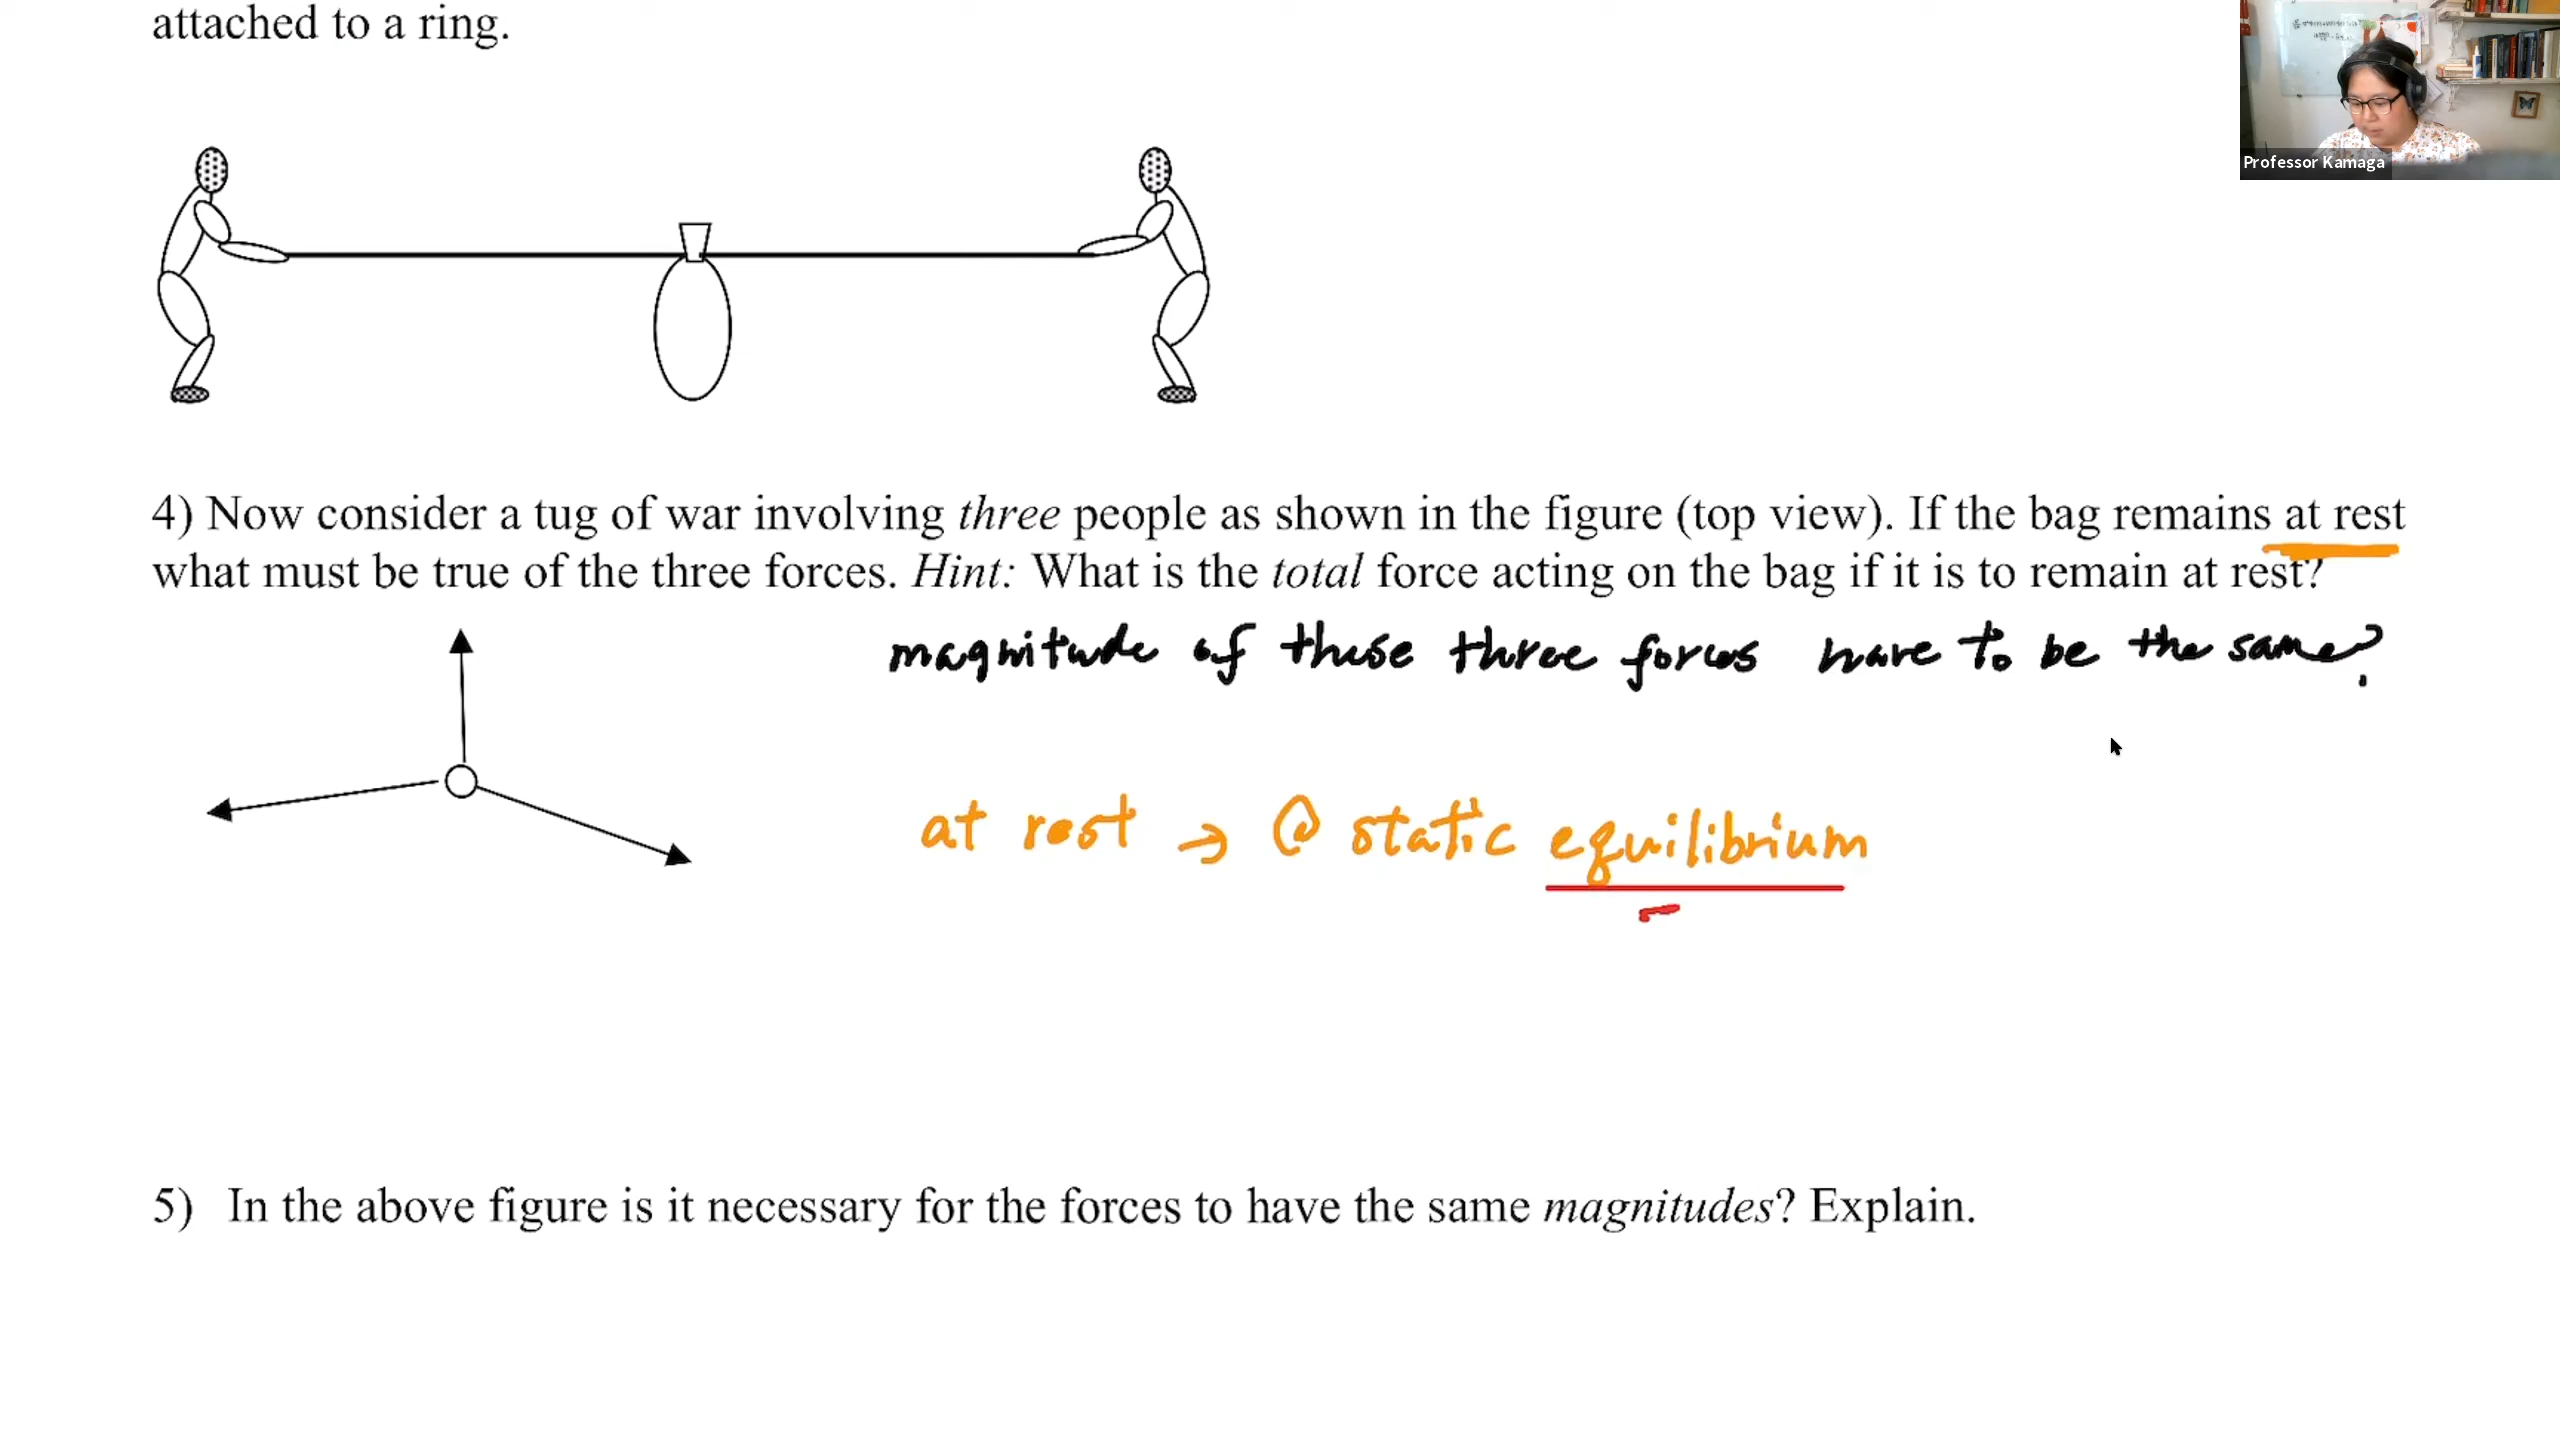 attached to a ring.
Professor Kamaga
4) Now consider a tug of war involving three people as shown in the figure (top view). If the bag remains at rest
what must be true of the three forces. Hint: What is the total force acting on the bag if it is to remain at rest?
magnitude of these three forces have to be the same?
at rest → @ static equilibrium
5) In the above figure is it necessary for the forces to have the same magnitudes? Explain.